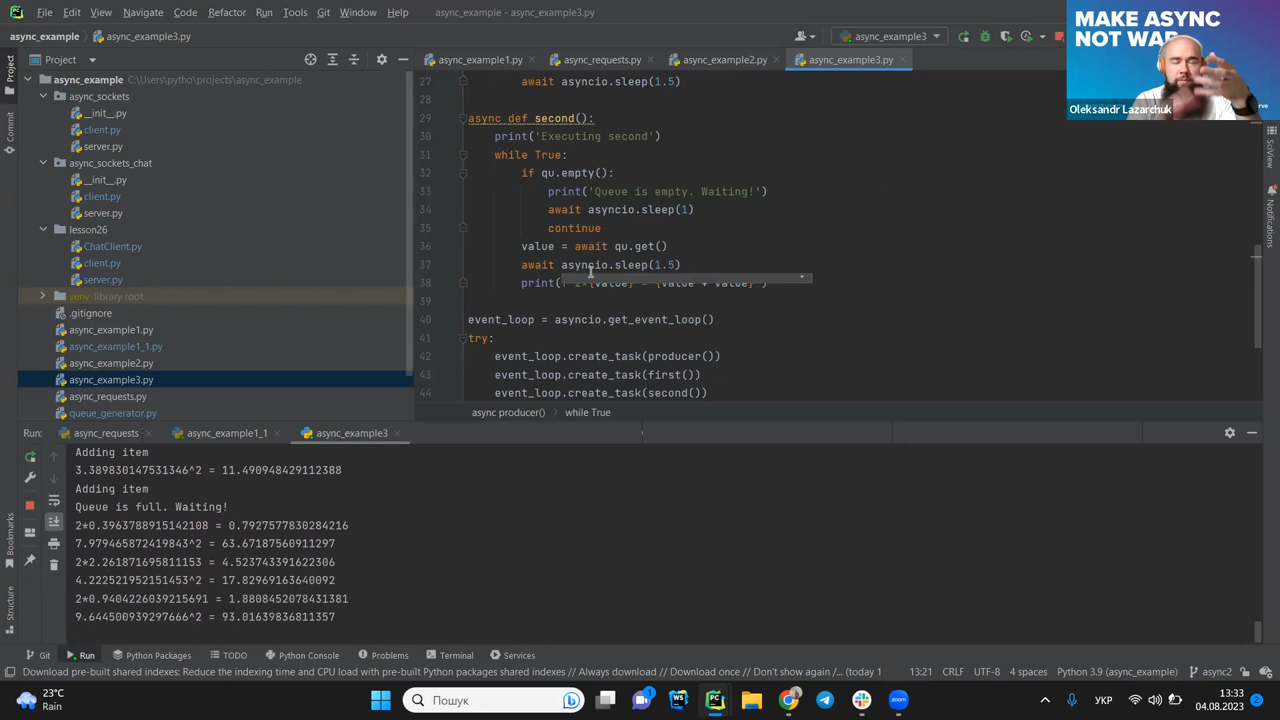 File Edit View Navigate Code Refactor Run Tools Git Window Help async_example - async_example3.py
MAKE ASYNC
NOT WAR
Oleksandr Lazarchuk
async_example async_example3.py
async_example3
Project
async_example1.py async_requests.py async_example2.py async_example3.py
async_example C:\Users\pytho\projects\async_example
async_sockets
__init__.py
client.py
server.py
async_sockets_chat
__init__.py
client.py
server.py
lesson26
ChatClient.py
client.py
server.py
venv library root
.gitignore
async_example1.py
async_example1_1.py
async_example2.py
async_example3.py
async_requests.py
queue_generator.py
27 await asyncio.sleep(1.5)
28
29 async def second():
30 print('Executing second')
31 while True:
32 if qu.empty():
33 print('Queue is empty. Waiting!')
34 await asyncio.sleep(1)
35 continue
36 value = await qu.get()
37 await asyncio.sleep(1.5)
38 print(f'2*{value} = {value + value}')
39
40 event_loop = asyncio.get_event_loop()
41 try:
42 event_loop.create_task(producer())
43 event_loop.create_task(first())
44 event_loop.create_task(second())
async producer() while True
Project
Commit
Bookmarks
Structure
SciView
Notifications
Run: async_requests async_example1_1 async_example3
Adding item
3.389830147531346^2 = 11.490948429112388
Adding item
Queue is full. Waiting!
2*0.3963788915142108 = 0.7927577830284216
7.979465872419843^2 = 63.67187560911297
2*2.261871695811153 = 4.523743391622306
4.222521952151453^2 = 17.82969163640092
2*0.9404226039215691 = 1.8808452078431381
9.644500939297666^2 = 93.01639836811357
Git Run Python Packages TODO Python Console Problems Terminal Services
Download pre-built shared indexes: Reduce the indexing time and CPU load with pre-built Python packages shared indexes // Always download // Download once // Don't show again /... (today 1 13:21 CRLF UTF-8 4 spaces Python 3.9 (async_example) async2
23°C
Rain
Пошук
УКР
13:33
04.08.2023